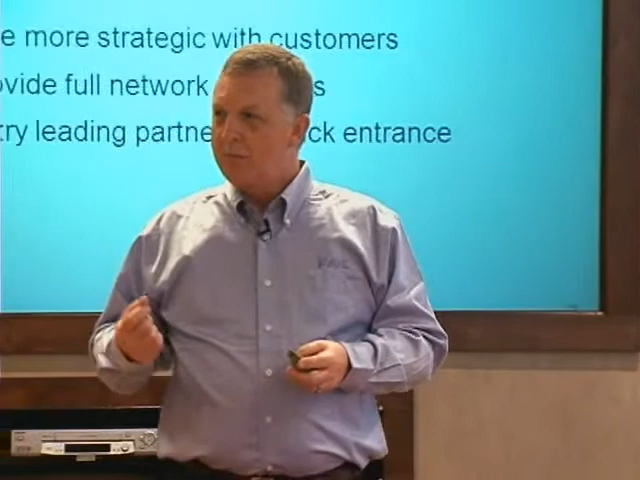 e more strategic with customers
ovide full network s
try leading partne ck entrance